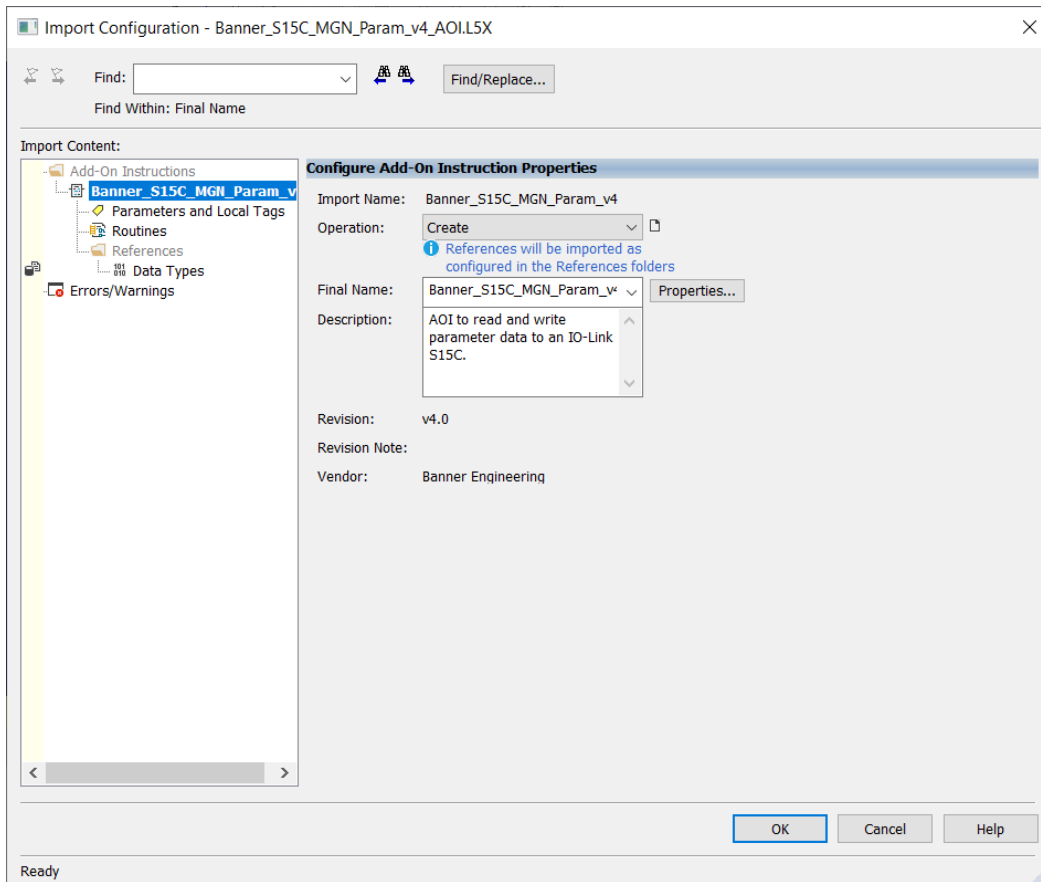 Import Configuration - Banner_S15C_MGN_Param_v4_AOI.L5X
Find:
Find/Replace...
Find Within: Final Name
Import Content:
Add-On Instructions
Banner_S15C_MGN_Param_v
Parameters and Local Tags
Routines
References
Data Types
Errors/Warnings
Configure Add-On Instruction Properties
Import Name: Banner_S15C_MGN_Param_v4
Operation: Create
References will be imported as
configured in the References folders
Final Name: Banner_S15C_MGN_Param_v4 Properties...
Description: AOI to read and write
parameter data to an IO-Link
S15C.
Revision: v4.0
Revision Note:
Vendor: Banner Engineering
OK Cancel Help
Ready